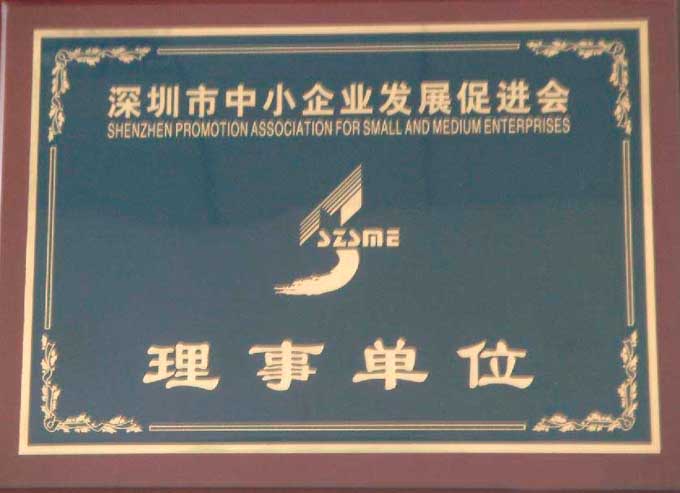 深圳市中小企业发展促进会
SHENZHEN PROMOTION ASSOCIATION FOR SMALL AND MEDIUM ENTERPRISES
SZSME
理事单位